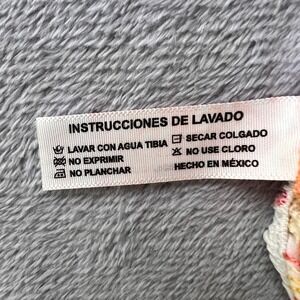 INSTRUCCIONES DE LAVADO
LAVAR CON AGUA TIBIA SECAR COLGADO
NO EXPRIMIR NO USE CLORO
NO PLANCHAR HECHO EN MÉXICO